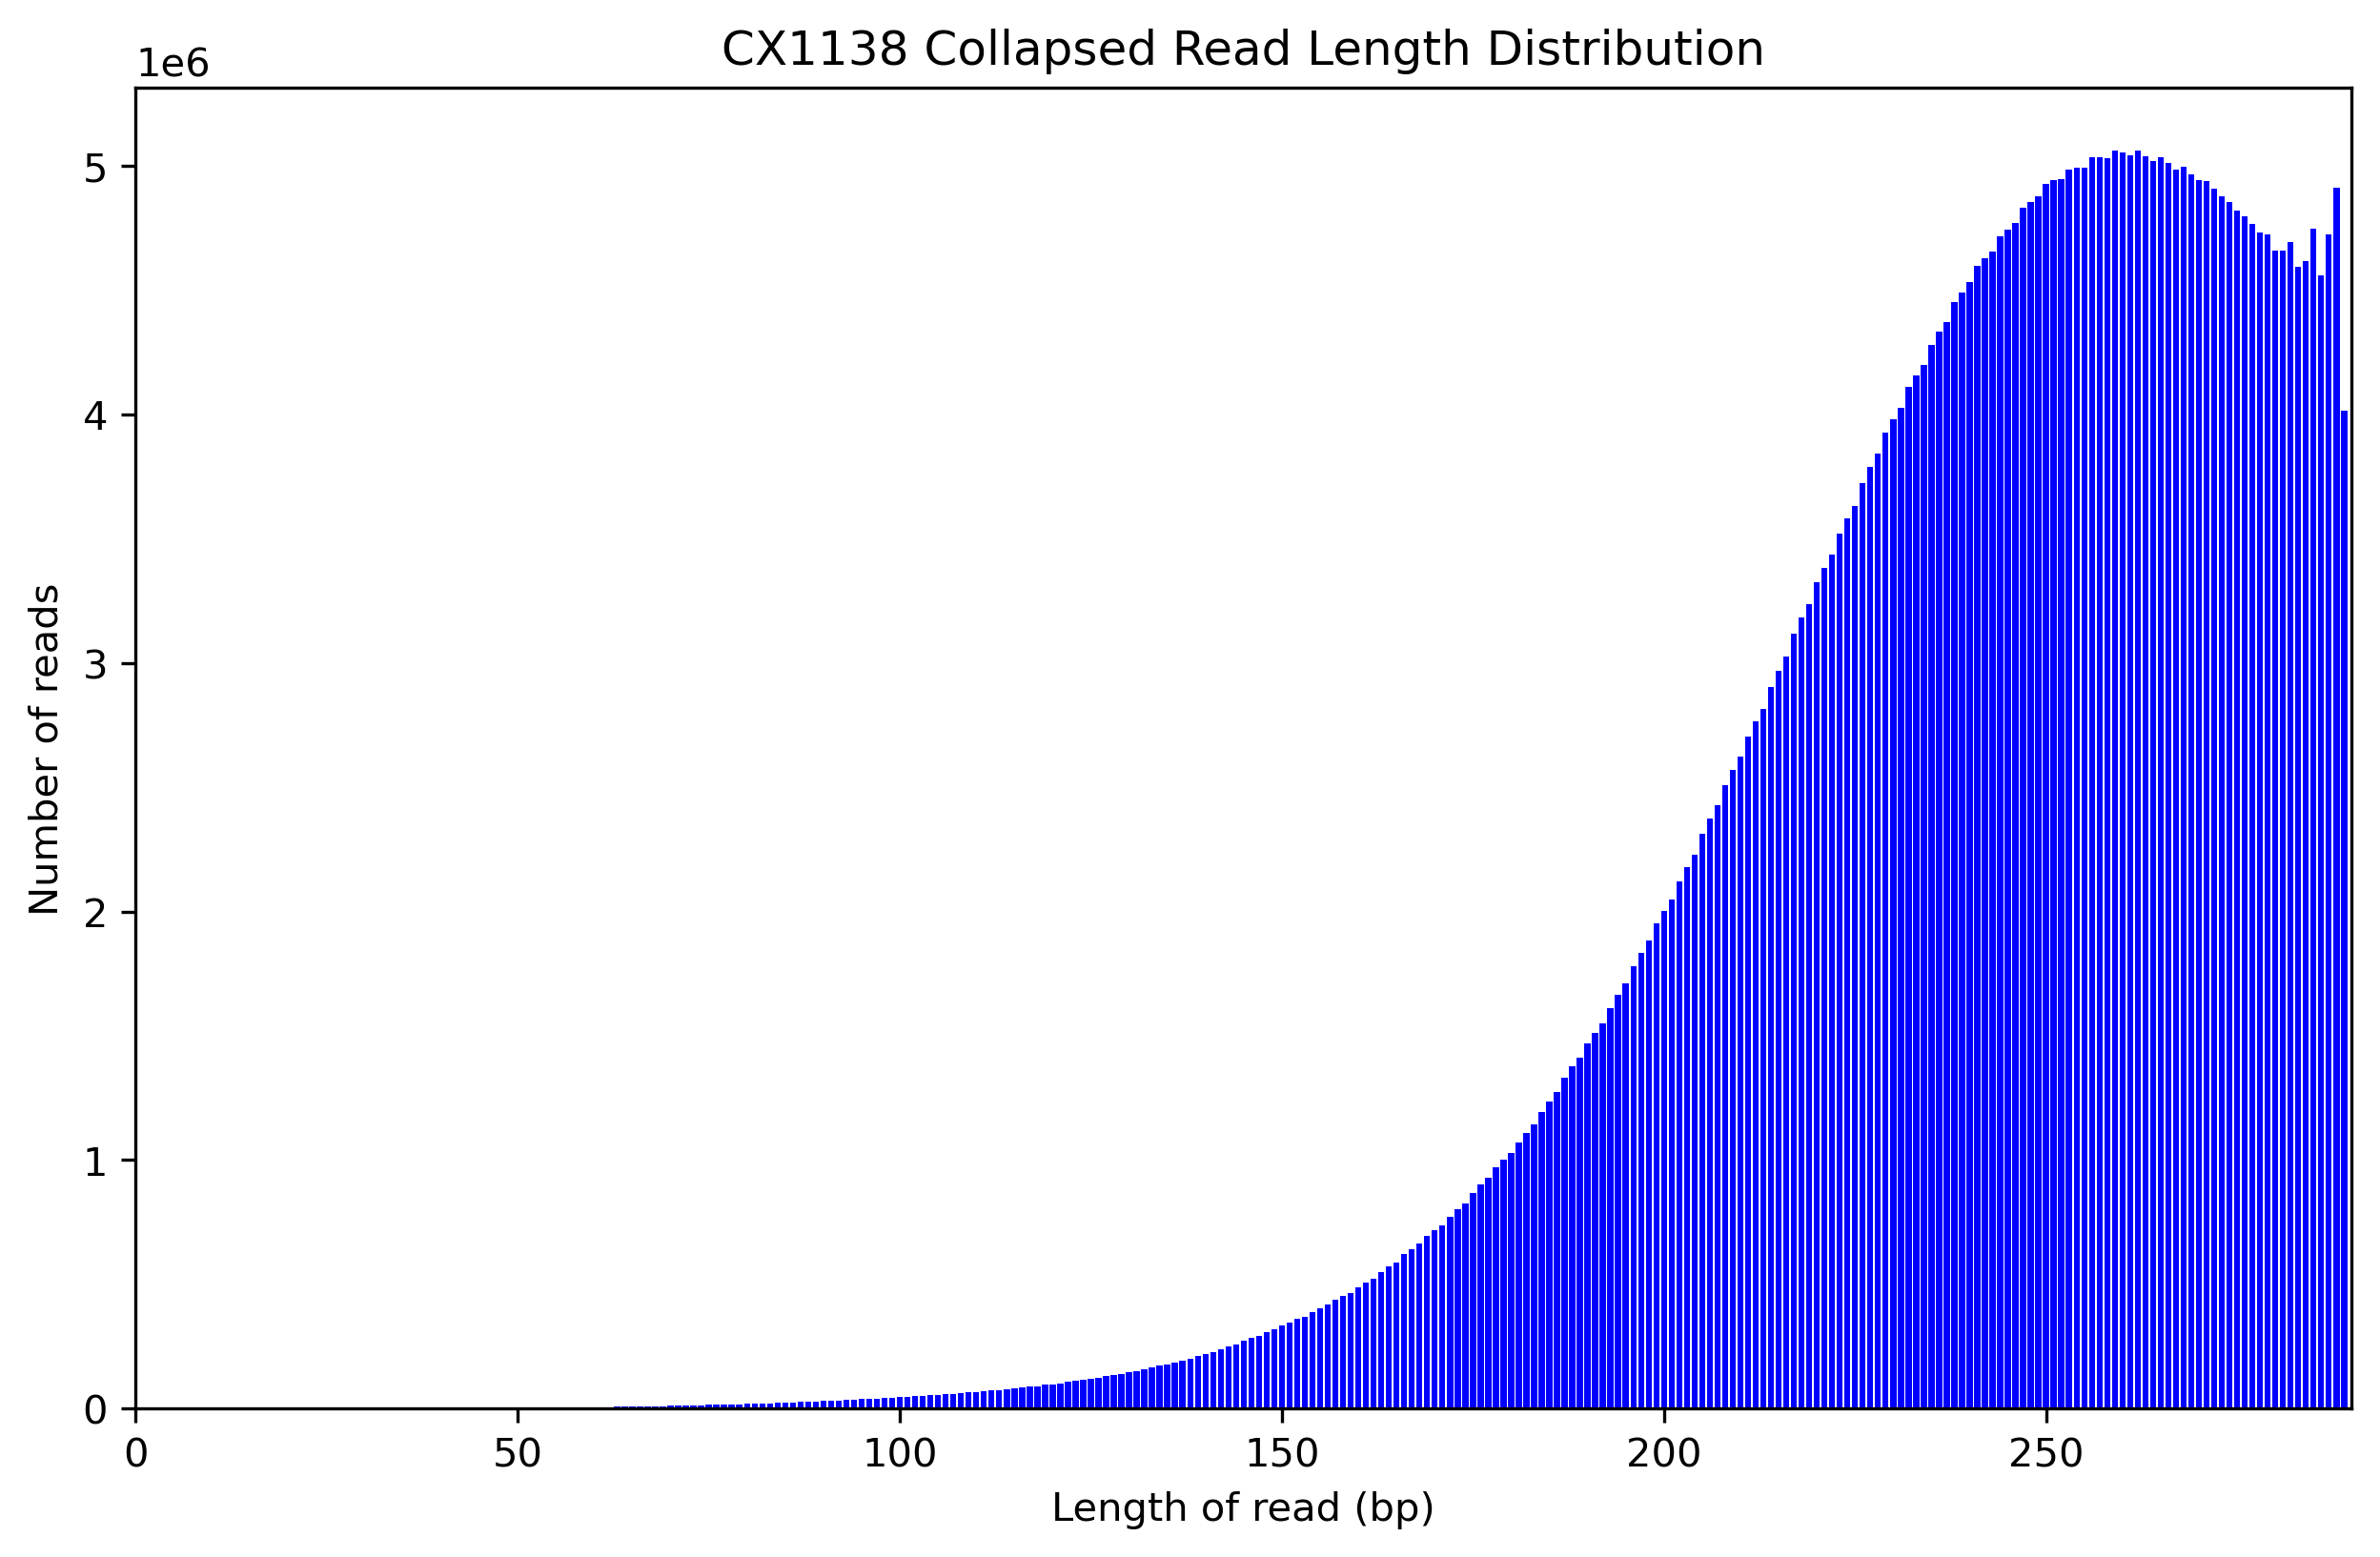 CX1138 Collapsed Read Length Distribution
1e6
5
4
3
2
1
0
Number of reads
0 50 100 150 200 250
Length of read (bp)